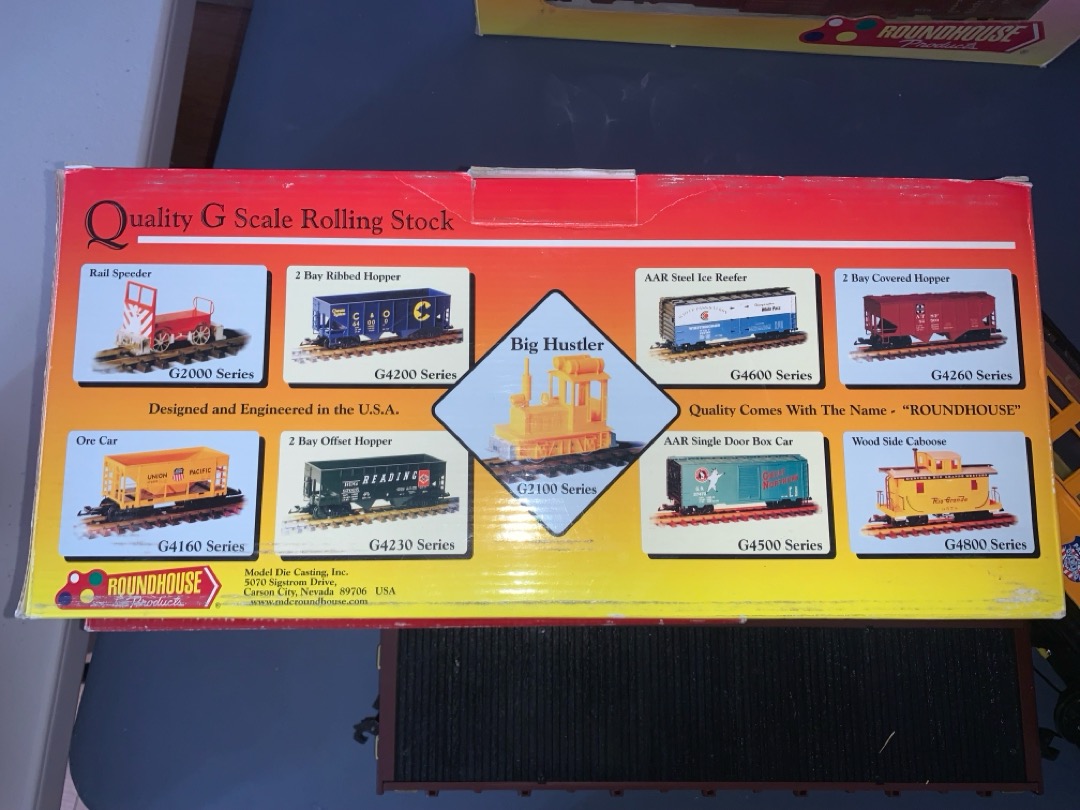 ROUNDHOUSE
Products
Quality G Scale Rolling Stock
Rail Speeder
G2000 Series
2 Bay Ribbed Hopper
C & O
G4200 Series
Big Hustler
G2100 Series
AAR Steel Ice Reefer
G4600 Series
2 Bay Covered Hopper
G4260 Series
Designed and Engineered in the U.S.A.
Quality Comes With The Name - “ROUNDHOUSE”
Ore Car
UNION PACIFIC
G4160 Series
2 Bay Offset Hopper
READING
G4230 Series
AAR Single Door Box Car
GREAT NORTHERN
G4500 Series
Wood Side Caboose
Rio Grande
G4800 Series
ROUNDHOUSE
Products
Model Die Casting, Inc.
5070 Sigstrom Drive,
Carson City, Nevada 89706 USA
www.mdcroundhouse.com